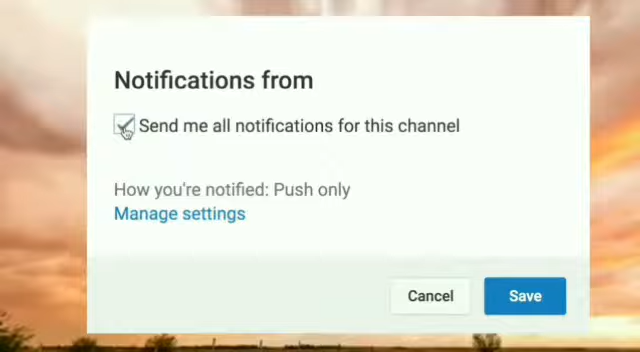 Notifications from
Send me all notifications for this channel
How you're notified: Push only
Manage settings
Cancel
Save